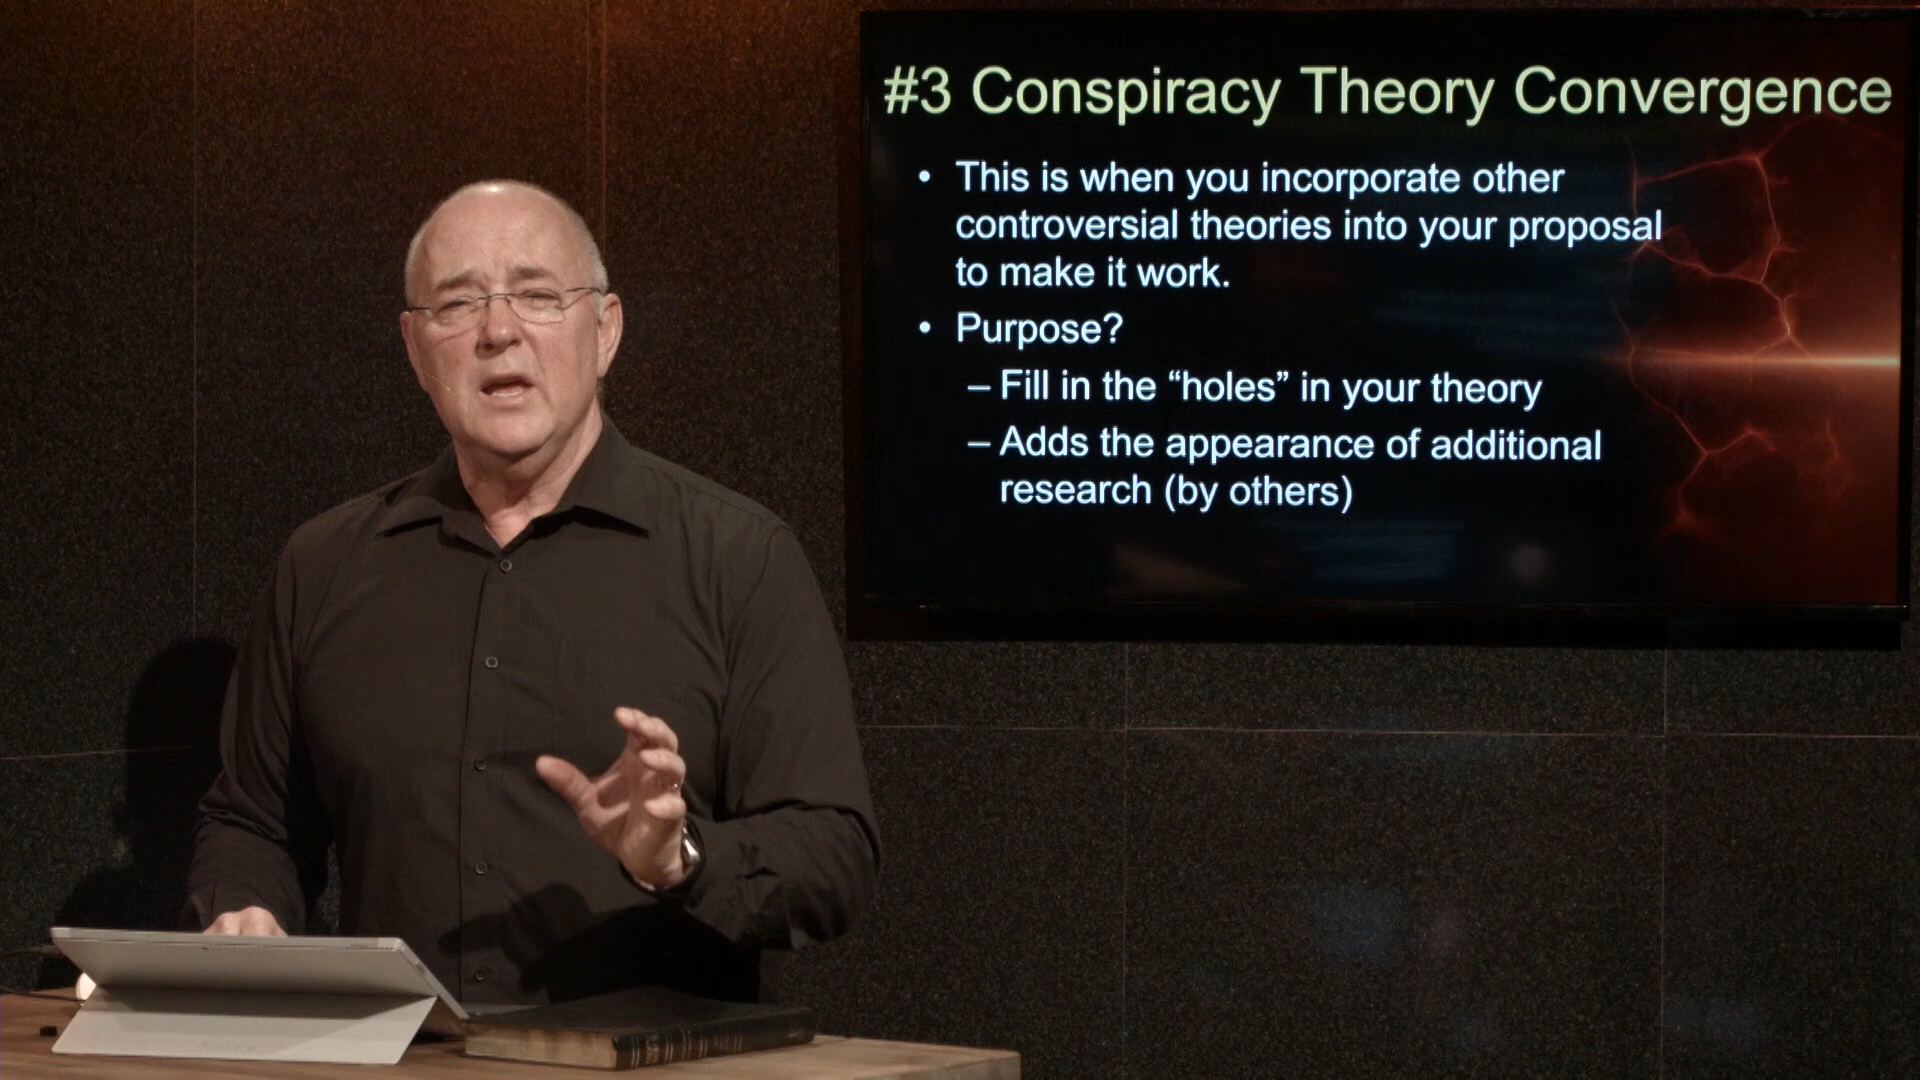 #3 Conspiracy Theory Convergence
• This is when you incorporate other
controversial theories into your proposal
to make it work.
• Purpose?
– Fill in the “holes” in your theory
– Adds the appearance of additional
research (by others)